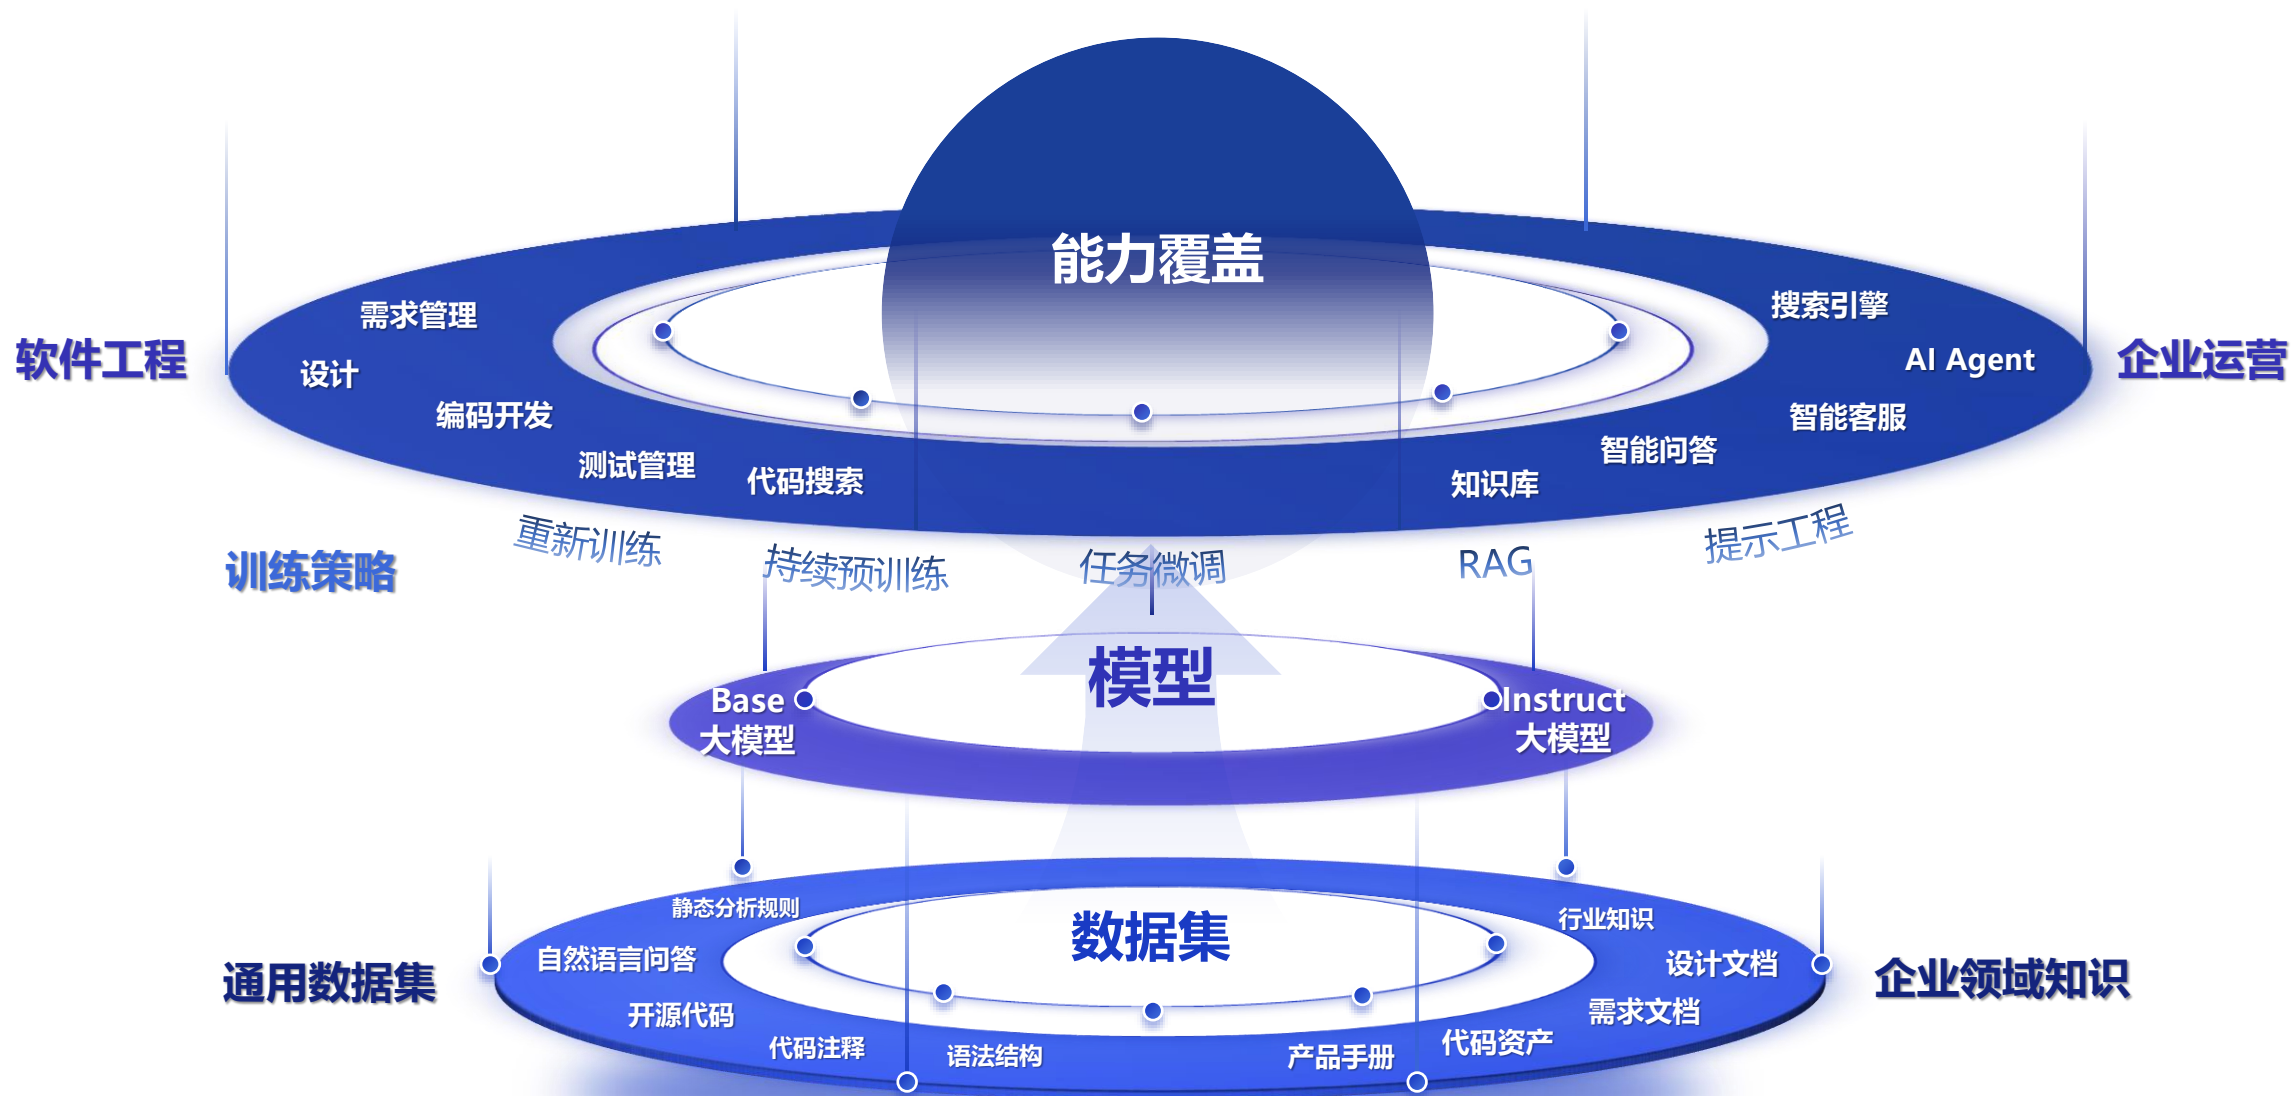 能力覆盖
软件工程
需求管理
设计
编码开发
测试管理
代码搜索
搜索引擎
AI Agent
智能客服
智能问答
知识库
企业运营
训练策略
重新训练
持续预训练
任务微调
RAG
提示工程
模型
Base
大模型
Instruct
大模型
数据集
通用数据集
静态分析规则
自然语言问答
开源代码
代码注释
语法结构
产品手册
代码资产
需求文档
设计文档
行业知识
企业领域知识